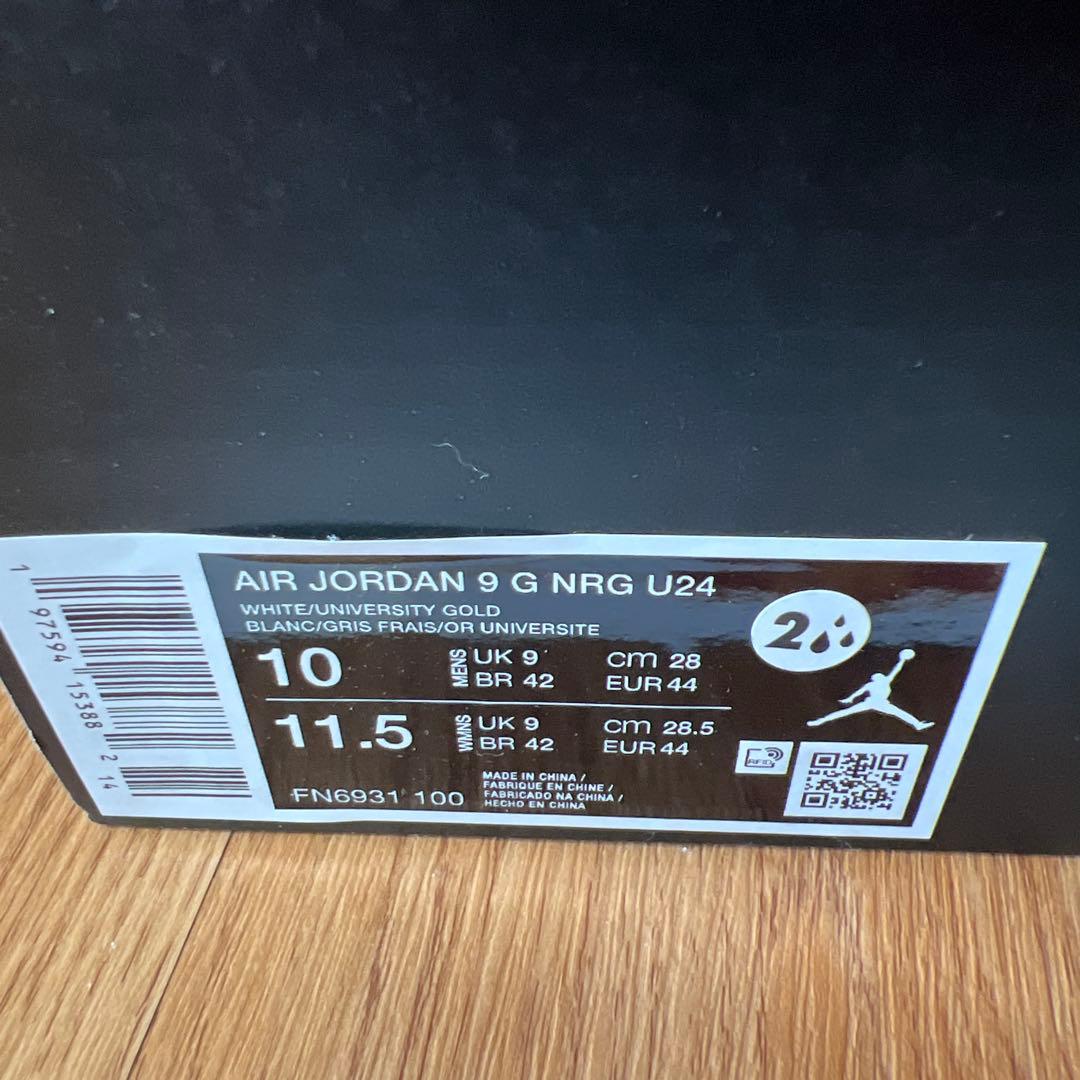 AIR JORDAN 9 G NRG U24
WHITE/UNIVERSITY GOLD
BLANC/GRIS FRAIS/OR UNIVERSITE
10 MENS UK 9 cm 28
BR 42 EUR 44
11.5 WMNS UK 9 cm 28.5
BR 42 EUR 44
FN6931 100
MADE IN CHINA /
FABRIQUE EN CHINE /
FABRICADO NA CHINA /
HECHO EN CHINA
2
RFID
1 97594 15388 2 14